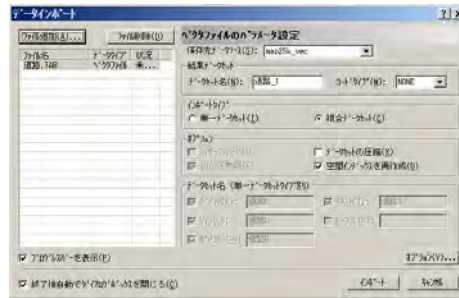 データインポート
ファイル追加(A)...
ファイル削除(D)
ファイル名 データタイプ 状況
道路.TAB ベクタファイル 未...
ベクタファイルのパラメータ設定
保存先データソース(S): map25k_vec
結果データセット
データセット名(N): 道路_1
コードタイプ(H): NONE
インポートタイプ
単一データセット(I)
複合データセット(C)
オプション
データセットの圧縮(X)
空間インデックスを再作成(O)
データセット名 (単一データセットタイプ別)
プログレスバーを表示(P)
終了後自動でダイアログボックスを閉じる(C)
オプション(V)...
インポート
キャンセル